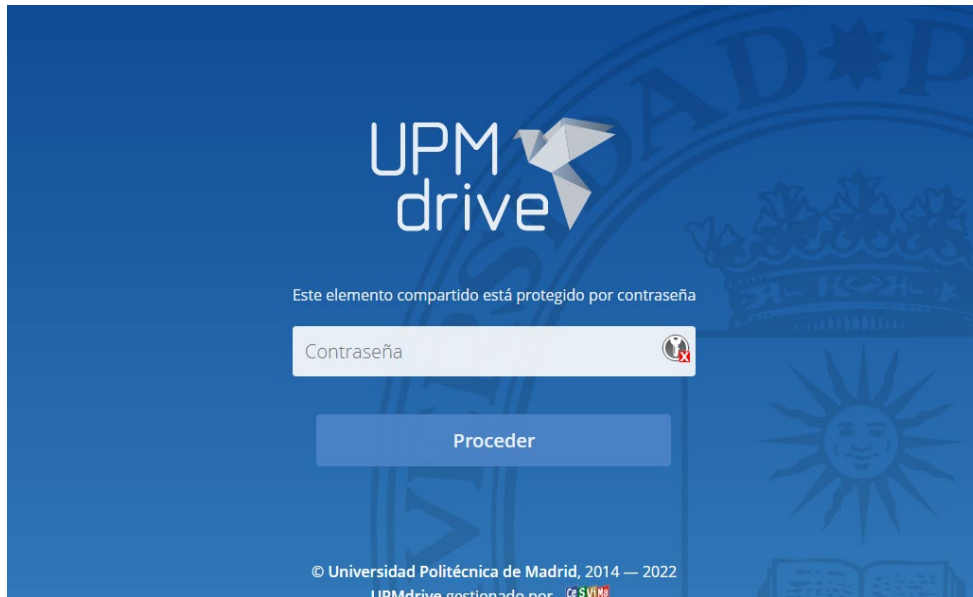 UPM
drive
Este elemento compartido está protegido por contraseña
Contraseña
Proceder
© Universidad Politécnica de Madrid, 2014 — 2022
UPMdrive gestionado por CeSViMa